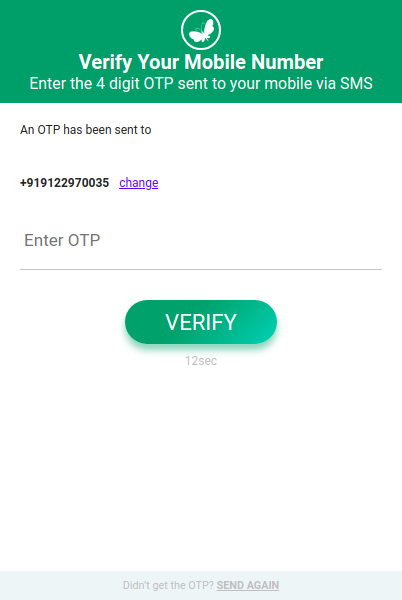 Verify Your Mobile Number
Enter the 4 digit OTP sent to your mobile via SMS
An OTP has been sent to
+919122970035 change
Enter OTP
VERIFY
12sec
Didn't get the OTP? SEND AGAIN